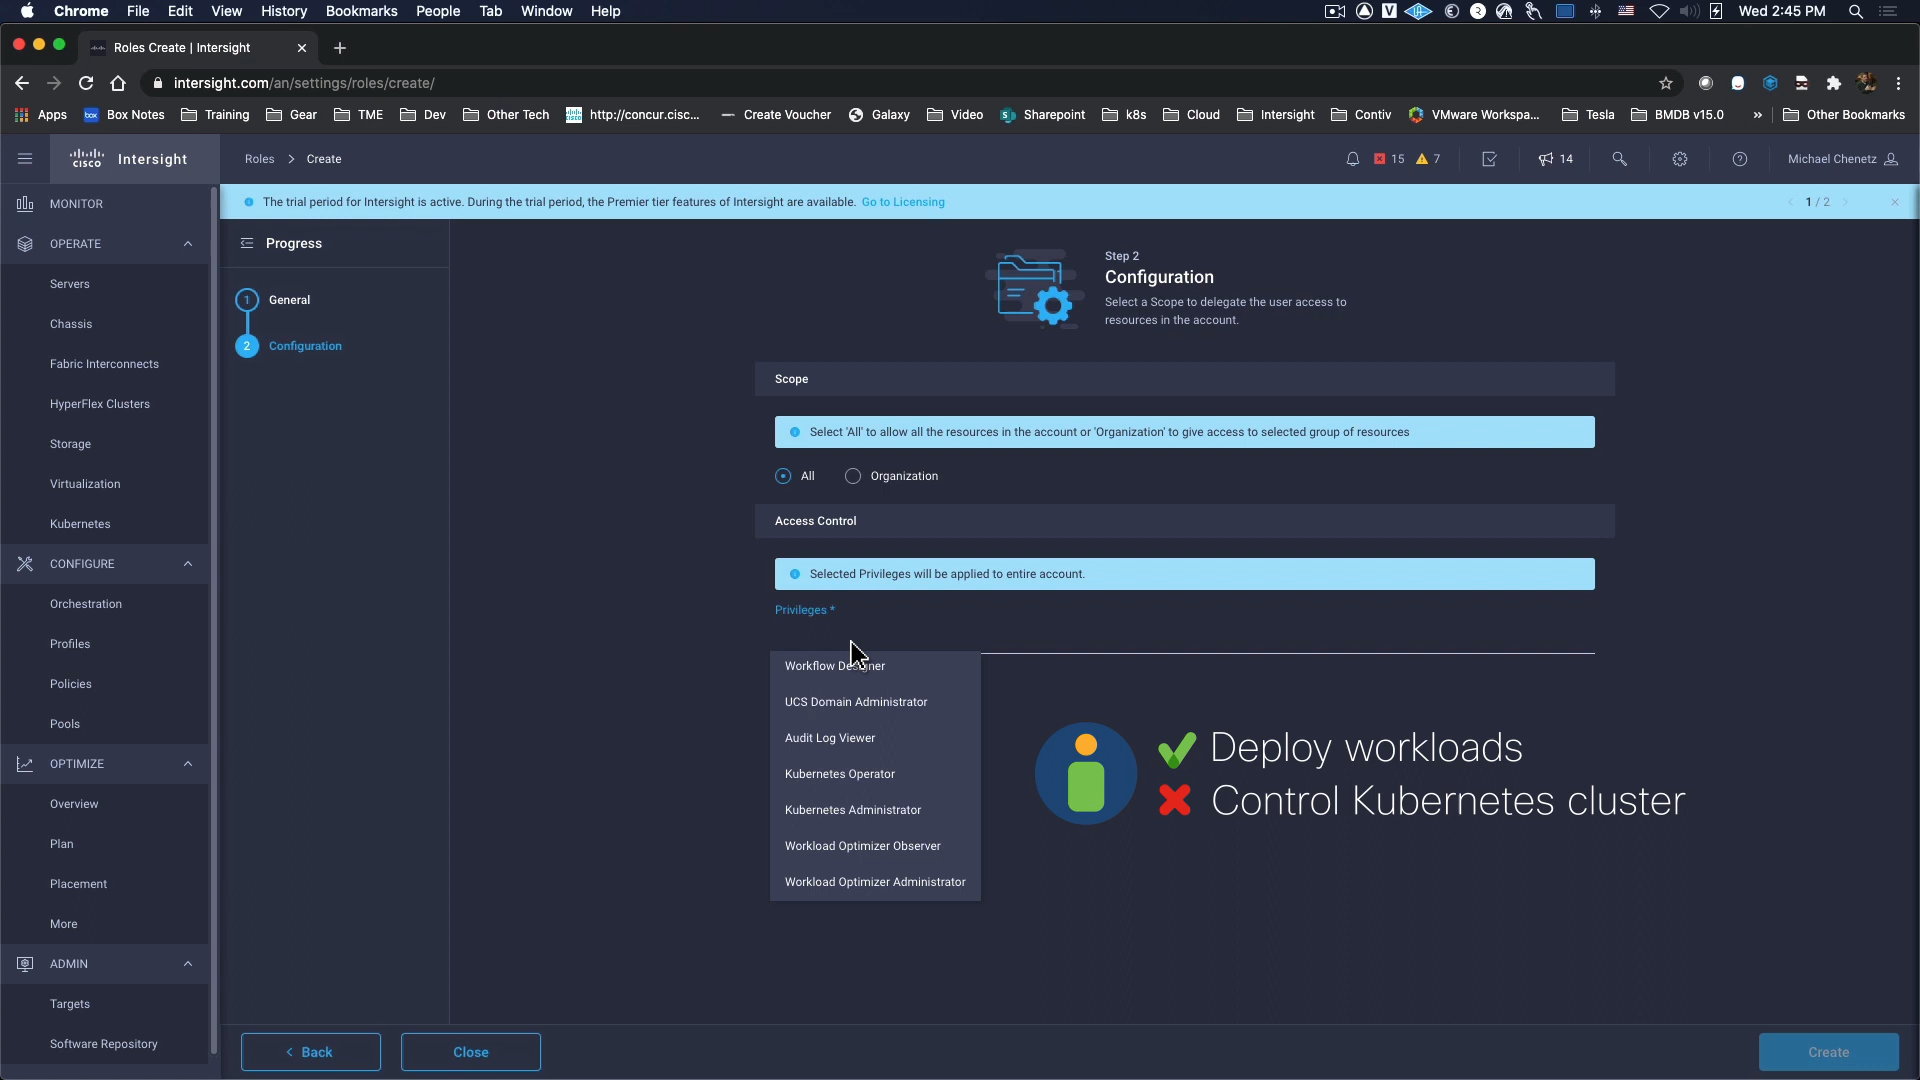 Chrome File Edit View History Bookmarks People Tab Window Help
Wed 2:45 PM
Roles Create | Intersight
intersight.com/an/settings/roles/create/
Apps Box Notes Training Gear TME Dev Other Tech http://concur.cisc... Create Voucher Galaxy Video Sharepoint k8s Cloud Intersight Contiv VMware Workspa... Tesla BMDB v15.0 » Other Bookmarks
cisco Intersight
Roles > Create
15 7 14 Michael Chenetz
The trial period for Intersight is active. During the trial period, the Premier tier features of Intersight are available. Go to Licensing
1 / 2
MONITOR
OPERATE
Servers
Chassis
Fabric Interconnects
HyperFlex Clusters
Storage
Virtualization
Kubernetes
CONFIGURE
Orchestration
Profiles
Policies
Pools
OPTIMIZE
Overview
Plan
Placement
More
ADMIN
Targets
Software Repository
Progress
1 General
2 Configuration
Step 2
Configuration
Select a Scope to delegate the user access to
resources in the account.
Scope
Select 'All' to allow all the resources in the account or 'Organization' to give access to selected group of resources
All Organization
Access Control
Selected Privileges will be applied to entire account.
Privileges *
Workflow Designer
UCS Domain Administrator
Audit Log Viewer
Kubernetes Operator
Kubernetes Administrator
Workload Optimizer Observer
Workload Optimizer Administrator
Deploy workloads
Control Kubernetes cluster
< Back
Close
Create